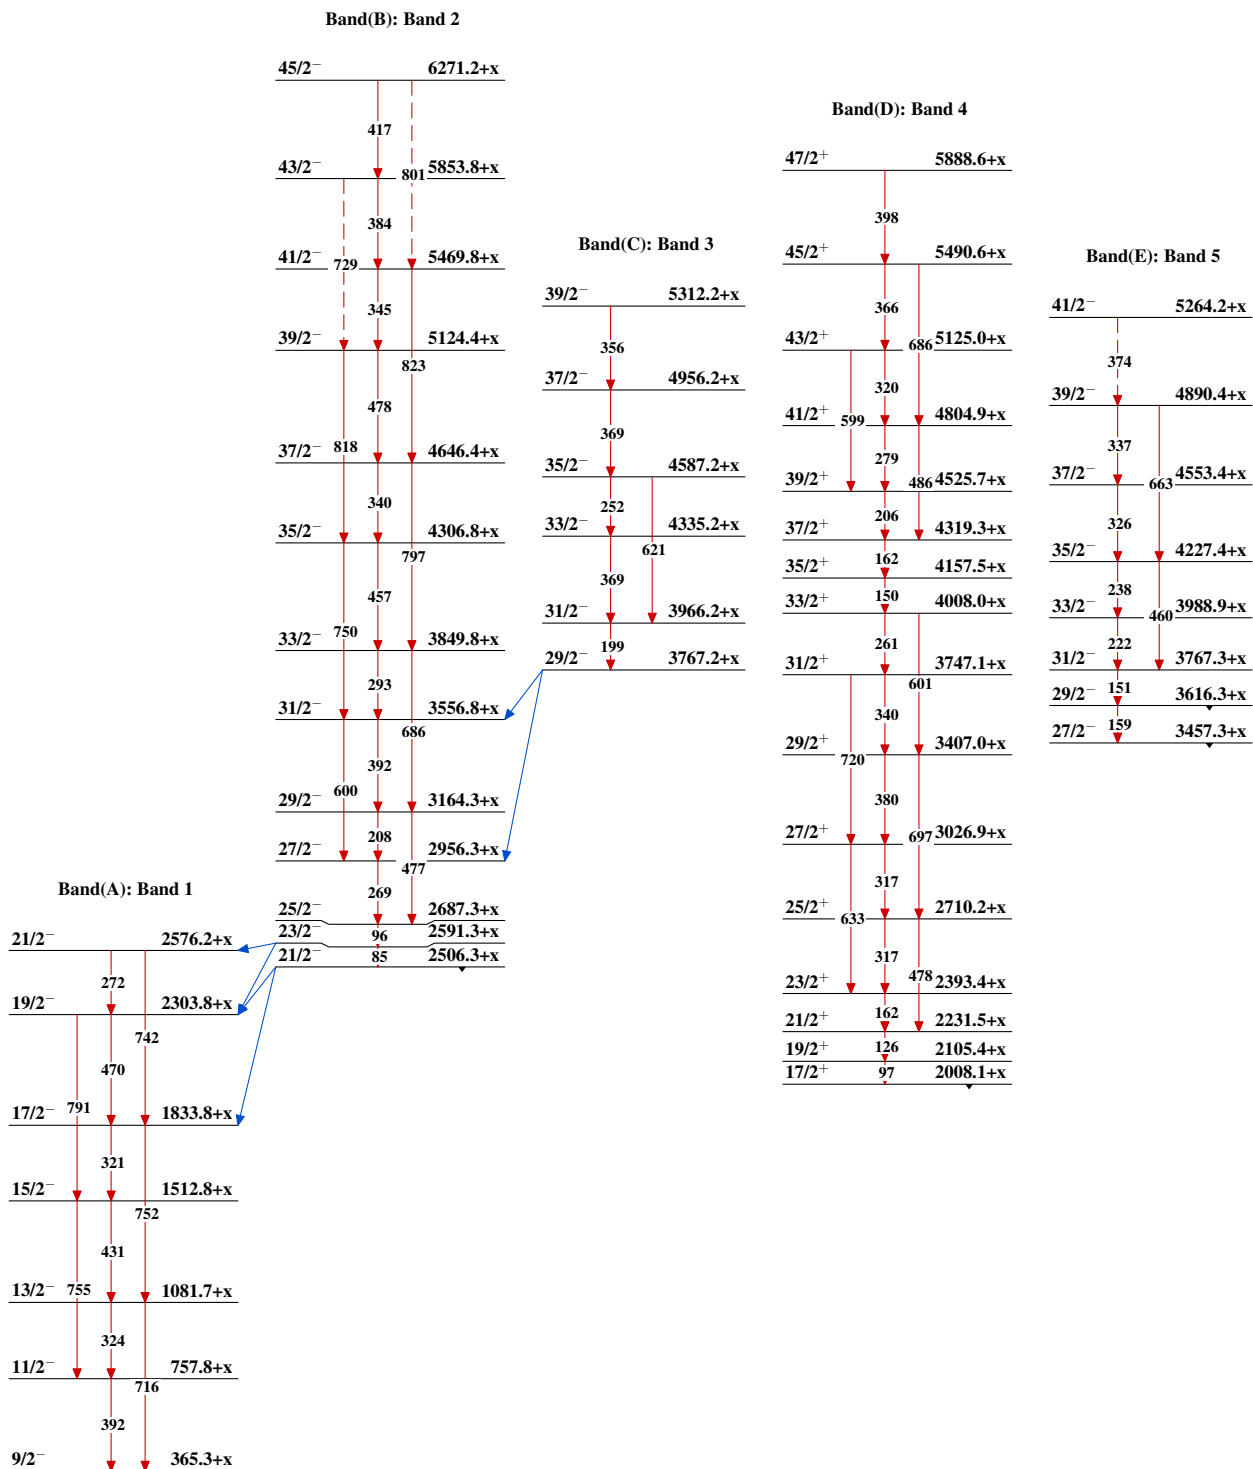 Band(A): Band 1
21/2− 2576.2+x
272
19/2− 2303.8+x
742
470
791
17/2− 1833.8+x
321
15/2− 1512.8+x
752
431
755
13/2− 1081.7+x
324
11/2− 757.8+x
716
392
9/2− 365.3+x
Band(B): Band 2
45/2− 6271.2+x
417
43/2− 5853.8+x
801
384
41/2− 5469.8+x
729
345
39/2− 5124.4+x
823
478
818
37/2− 4646.4+x
340
35/2− 4306.8+x
797
457
750
33/2− 3849.8+x
293
31/2− 3556.8+x
686
392
600
29/2− 3164.3+x
208
27/2− 2956.3+x
477
269
25/2− 2687.3+x
96
23/2− 2591.3+x
85
21/2− 2506.3+x
Band(C): Band 3
39/2− 5312.2+x
356
37/2− 4956.2+x
369
35/2− 4587.2+x
252
33/2− 4335.2+x
621
369
31/2− 3966.2+x
199
29/2− 3767.2+x
Band(D): Band 4
47/2+ 5888.6+x
398
45/2+ 5490.6+x
366
43/2+ 5125.0+x
686
320
599
41/2+ 4804.9+x
279
39/2+ 4525.7+x
486
206
37/2+ 4319.3+x
162
35/2+ 4157.5+x
150
33/2+ 4008.0+x
261
31/2+ 3747.1+x
601
340
720
29/2+ 3407.0+x
380
27/2+ 3026.9+x
697
317
633
25/2+ 2710.2+x
317
478
23/2+ 2393.4+x
162
21/2+ 2231.5+x
126
19/2+ 2105.4+x
97
17/2+ 2008.1+x
Band(E): Band 5
41/2− 5264.2+x
374
39/2− 4890.4+x
337
663
37/2− 4553.4+x
326
35/2− 4227.4+x
238
33/2− 3988.9+x
460
222
31/2− 3767.3+x
151
29/2− 3616.3+x
159
27/2− 3457.3+x